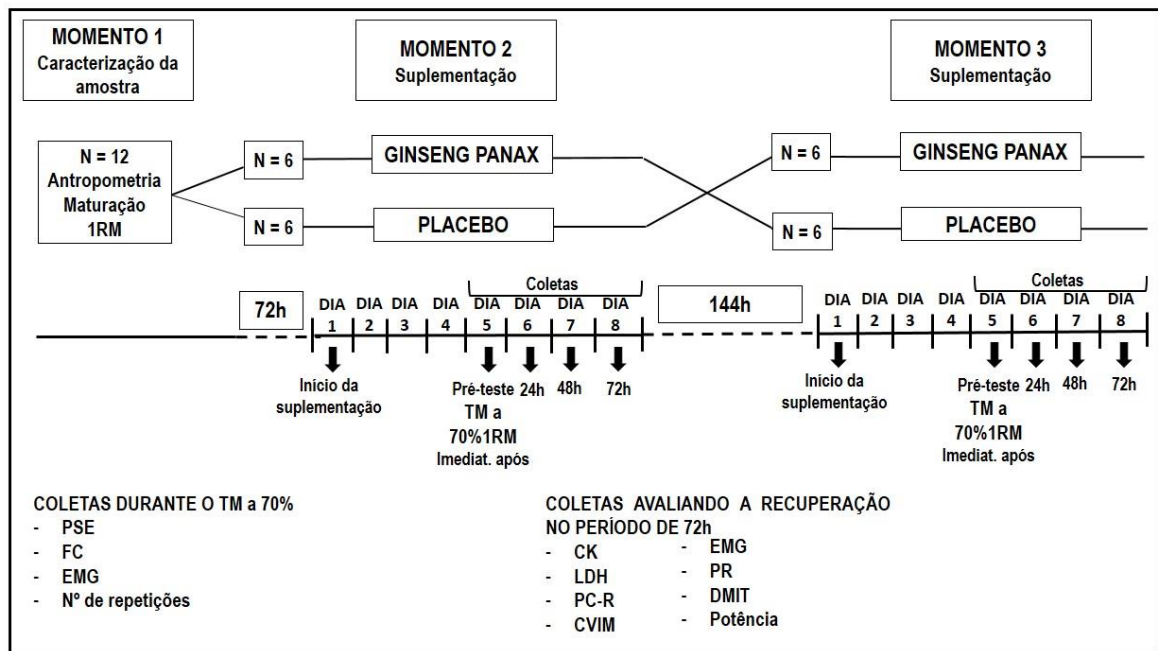 MOMENTO 1
Caracterização da
amostra
MOMENTO 2
Suplementação
MOMENTO 3
Suplementação
N = 12
Antropometria
Maturação
1RM
N = 6
GINSENG PANAX
N = 6
PLACEBO
N = 6
GINSENG PANAX
N = 6
PLACEBO
72h
Coletas
DIA DIA DIA DIA DIA DIA DIA DIA
1 2 3 4 5 6 7 8
144h
Coletas
DIA DIA DIA DIA DIA DIA DIA DIA
1 2 3 4 5 6 7 8
Início da
suplementação
Pré-teste 24h 48h 72h
TM a
70%1RM
Imediat. após
Início da
suplementação
Pré-teste 24h 48h 72h
TM a
70%1RM
Imediat. após
COLETAS DURANTE O TM a 70%
- PSE
- FC
- EMG
- Nº de repetições
COLETAS AVALIANDO A RECUPERAÇÃO
NO PERÍODO DE 72h
- CK
- LDH
- PC-R
- CVIM
- EMG
- PR
- DMIT
- Potência